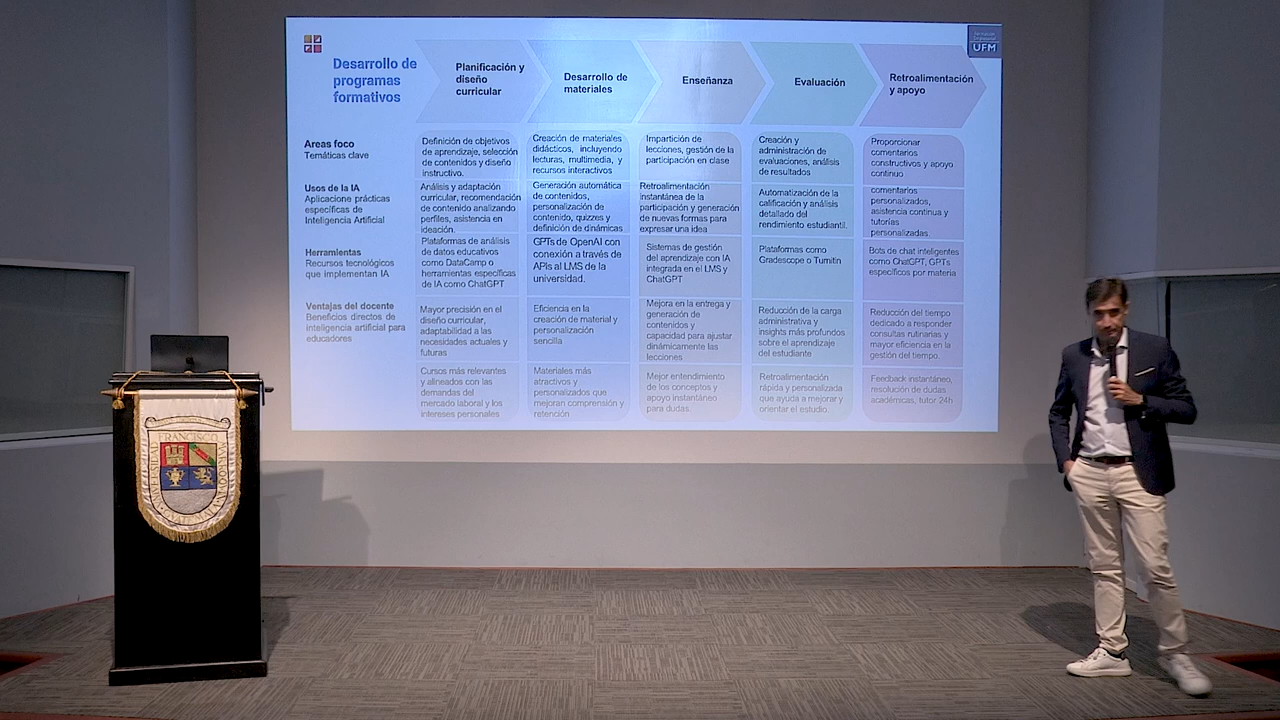 Desarrollo de
programas
formativos
Planificación y
diseño
curricular
Desarrollo de
materiales
Enseñanza
Evaluación
Retroalimentación
y apoyo
UFM
Areas foco
Temáticas clave
Definición de objetivos
de aprendizaje, selección
de contenidos y diseño
instructivo.
Creación de materiales
didácticos, incluyendo
lecturas, multimedia, y
recursos interactivos
Impartición de
lecciones, gestión de la
participación en clase
Creación y
administración de
evaluaciones, análisis
de resultados
Proporcionar
comentarios
constructivos y apoyo
continuo
Usos de la IA
Aplicacione prácticas
específicas de
Inteligencia Artificial
Análisis y adaptación
curricular, recomendación
de contenido analizando
perfiles, asistencia en
ideación.
Generación automática
de contenidos,
personalización de
contenido, quizzes y
definición de dinámicas
Retroalimentación
instantánea de la
participación y generación
de nuevas formas para
expresar una idea
Automatización de la
calificación y análisis
detallado del
rendimiento estudiantil.
comentarios
personalizados,
asistencia continua y
tutorías
personalizadas
Herramientas
Recursos tecnológicos
que implementan IA
Plataformas de análisis
de datos educativos
como DataCamp o
herramientas específicas
de IA como ChatGPT
GPTs de OpenAI con
conexión a través de
APIs al LMS de la
universidad.
Sistemas de gestión
del aprendizaje con IA
integrada en el LMS y
ChatGPT
Plataformas como
Gradescope o Turnitin
Bots de chat inteligentes
como ChatGPT, GPTs
específicos por materia
Ventajas del docente
Beneficios directos de
inteligencia artificial para
educadores
Mayor precisión en el
diseño curricular,
adaptabilidad a las
necesidades actuales y
futuras
Eficiencia en la
creación de material y
personalización
sencilla
Mejora en la entrega y
generación de
contenidos y
capacidad para ajustar
dinámicamente las
lecciones
Reducción de la carga
administrativa y
insights más profundos
sobre el aprendizaje
del estudiante
Reducción del tiempo
dedicado a responder
consultas rutinarias y
mayor eficiencia en la
gestión del tiempo.
Cursos más relevantes
y alineados con las
demandas del
mercado laboral y los
intereses personales
Materiales más
atractivos y
personalizados que
mejoran comprensión y
retención
Mejor entendimiento
de los conceptos y
apoyo instantáneo
para dudas.
Retroalimentación
rápida y personalizada
que ayuda a mejorar y
orientar el estudio.
Feedback instantáneo,
resolución de dudas
académicas, tutor 24h
FRANCISCO